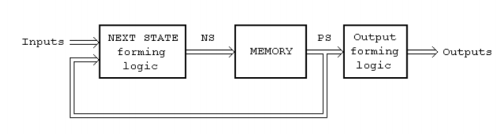 Inputs
NEXT STATE
forming
logic
NS
MEMORY
PS
Output
forming
logic
Outputs